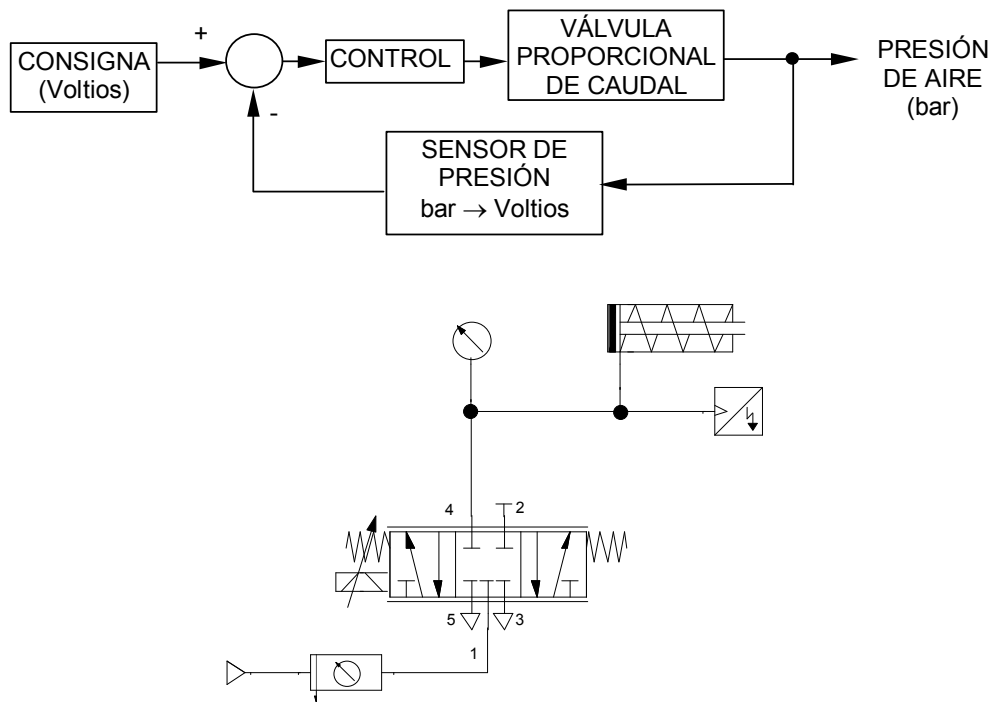 CONSIGNA
(Voltios)
+
-
CONTROL
VÁLVULA
PROPORCIONAL
DE CAUDAL
PRESIÓN
DE AIRE
(bar)
SENSOR DE
PRESIÓN
bar → Voltios
4
2
5
3
1